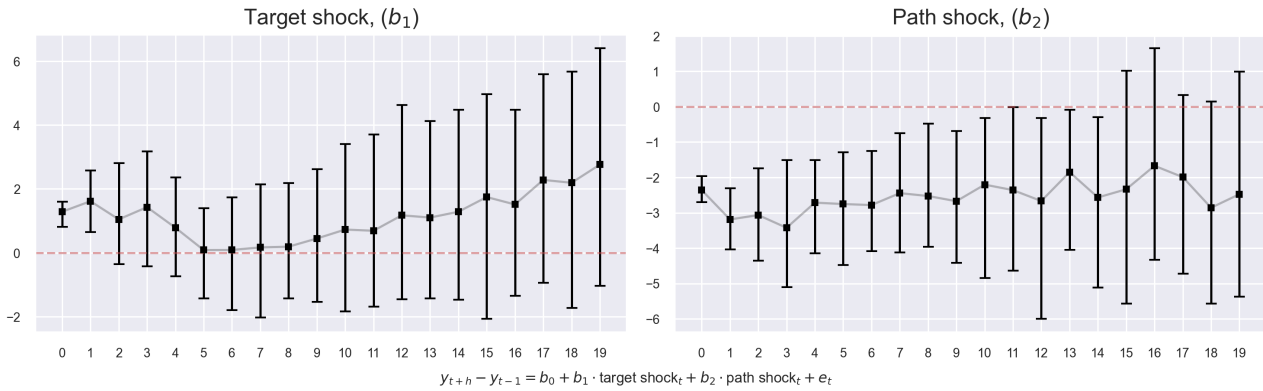 Target shock, (b₁)
6
4
2
0
−2
0 1 2 3 4 5 6 7 8 9 10 11 12 13 14 15 16 17 18 19
Path shock, (b₂)
2
1
0
−1
−2
−3
−4
−5
−6
0 1 2 3 4 5 6 7 8 9 10 11 12 13 14 15 16 17 18 19
yₜ₊ₕ − yₜ₋₁ = b₀ + b₁ · target shockₜ + b₂ · path shockₜ + eₜ